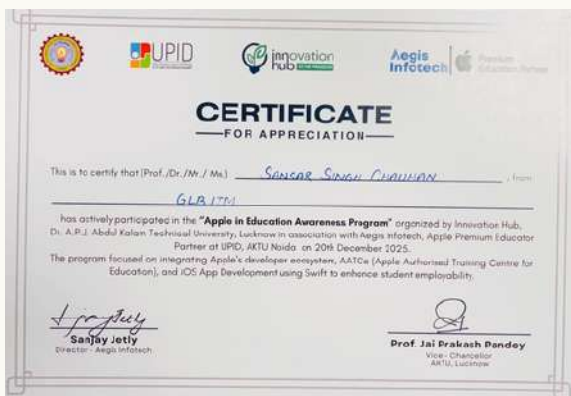 UPID
innovation
hub
Aegis
Infotech
Premium
Education Partner
CERTIFICATE
FOR APPRECIATION
This is to certify that (Prof./Dr./Mr./ Ms.) SANGAR SINGH CHAUHAN, from
GLBITM
has actively participated in the "Apple in Education Awareness Program" organized by Innovation Hub,
Dr. A.P.J. Abdul Kalam Technical University, Lucknow in association with Aegis Infotech, Apple Premium Educator
Partner at UPID, AKTU Noida on 20th December 2025.
The program focused on integrating Apple's developer ecosystem, AATCe (Apple Authorised Training Centre for
Education), and iOS App Development using Swift to enhance student employability.
Sanjay Jetly
Director - Aegis Infotech
Prof. Jai Prakash Pandey
Vice - Chancellor
AKTU, Lucknow